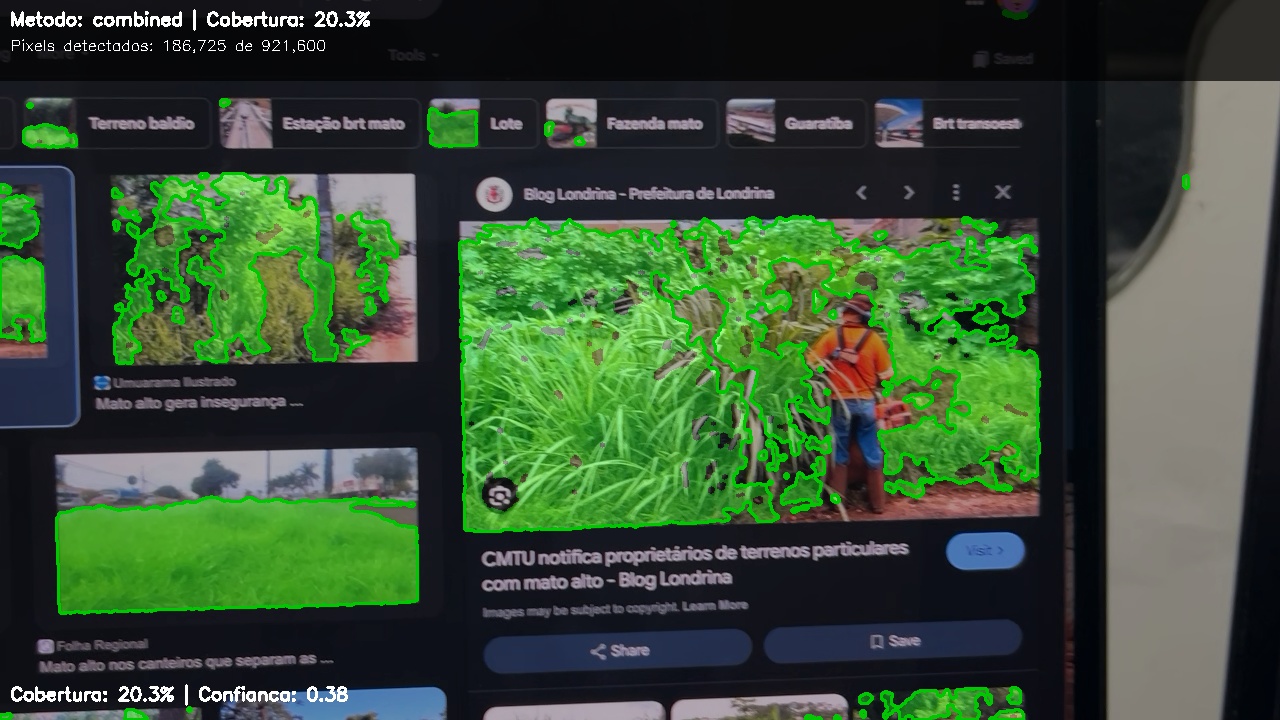 Metodo: combined | Cobertura: 20.3%
Pixels detectados: 186,725 de 921,600
Tools
Saved
Terreno baldio
Estação brt mato
Lote
Fazenda mato
Guaratiba
Brt transoest
Blog Londrina - Prefeitura de Londrina
Umuarama Ilustrado
Mato alto gera insegurança ...
CMTU notifica proprietários de terrenos particulares
com mato alto - Blog Londrina
Visit
Images may be subject to copyright. Learn More
Share
Save
Folha Regional
Mato alto nos canteiros que separam as ...
Cobertura: 20.3% | Confianca: 0.38